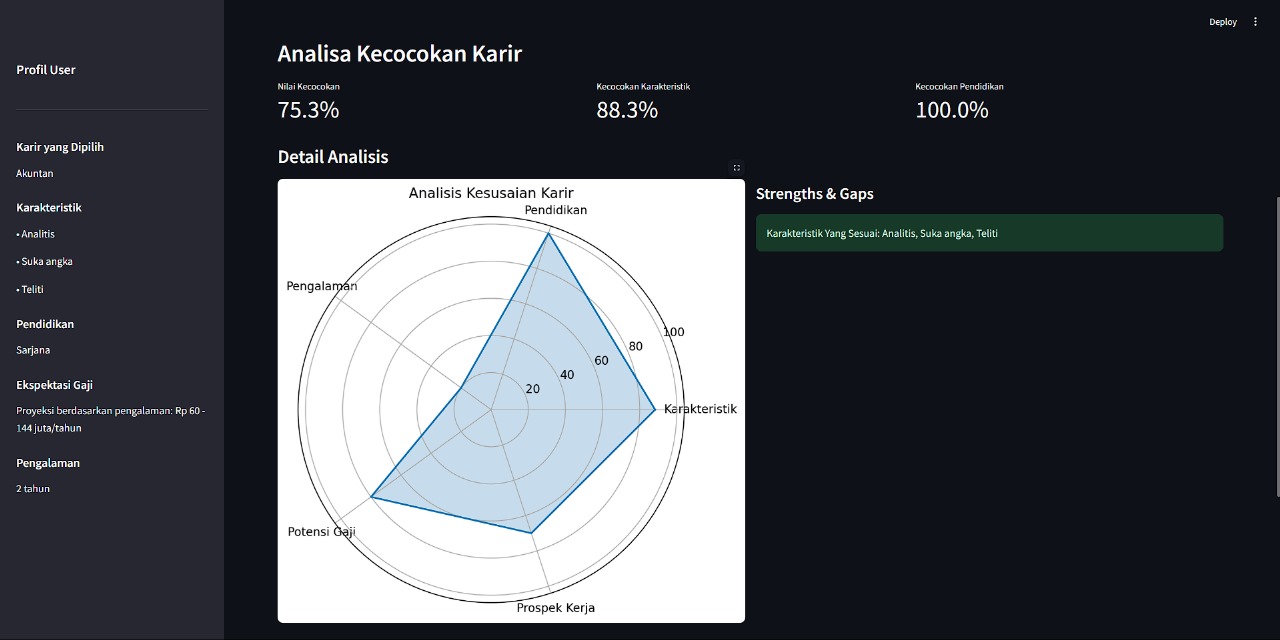 Deploy
Profil User
Karir yang Dipilih
Akuntan
Karakteristik
• Analitis
• Suka angka
• Teliti
Pendidikan
Sarjana
Ekspektasi Gaji
Proyeksi berdasarkan pengalaman: Rp 60 -
144 juta/tahun
Pengalaman
2 tahun
Analisa Kecocokan Karir
Nilai Kecocokan
75.3%
Kecocokan Karakteristik
88.3%
Kecocokan Pendidikan
100.0%
Detail Analisis
Analisis Kesusaian Karir
Pendidikan
Pengalaman
100
80
60
40
20
Karakteristik
Potensi Gaji
Prospek Kerja
Strengths & Gaps
Karakteristik Yang Sesuai: Analitis, Suka angka, Teliti